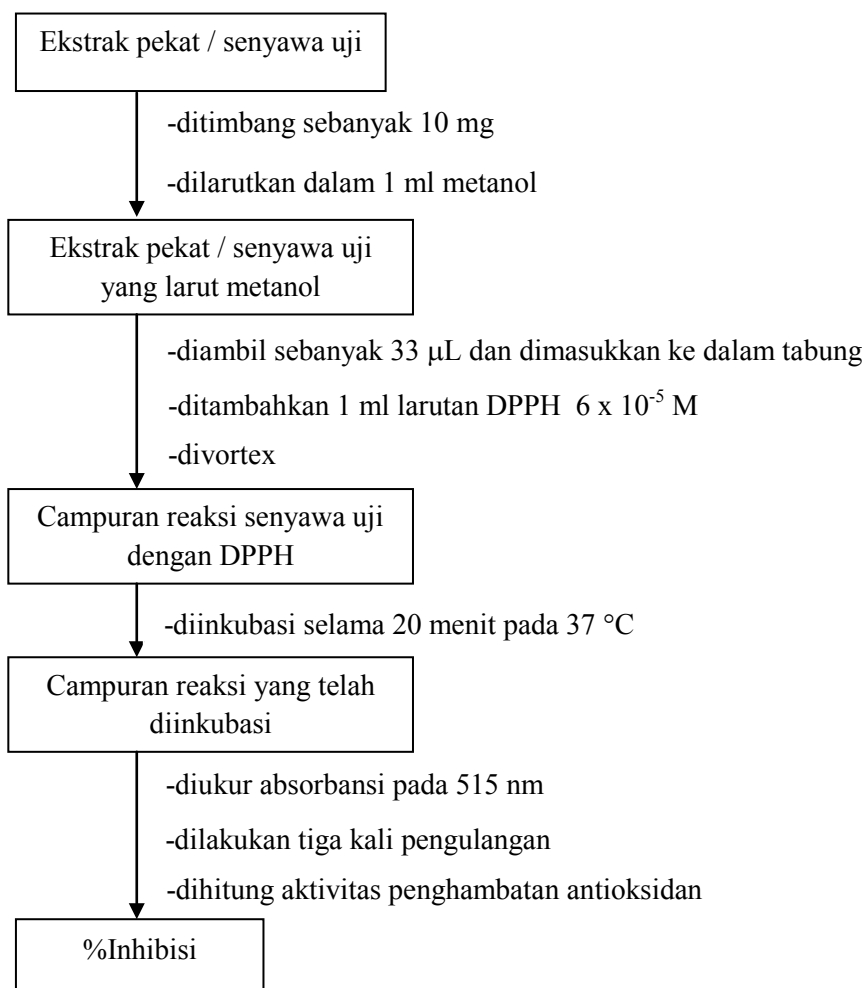 Ekstrak pekat / senyawa uji
-ditimbang sebanyak 10 mg
-dilarutkan dalam 1 ml metanol
Ekstrak pekat / senyawa uji
yang larut metanol
-diambil sebanyak 33 μL dan dimasukkan ke dalam tabung
-ditambahkan 1 ml larutan DPPH 6 x 10⁻⁵ M
-divortex
Campuran reaksi senyawa uji
dengan DPPH
-diinkubasi selama 20 menit pada 37 °C
Campuran reaksi yang telah
diinkubasi
-diukur absorbansi pada 515 nm
-dilakukan tiga kali pengulangan
-dihitung aktivitas penghambatan antioksidan
%Inhibisi